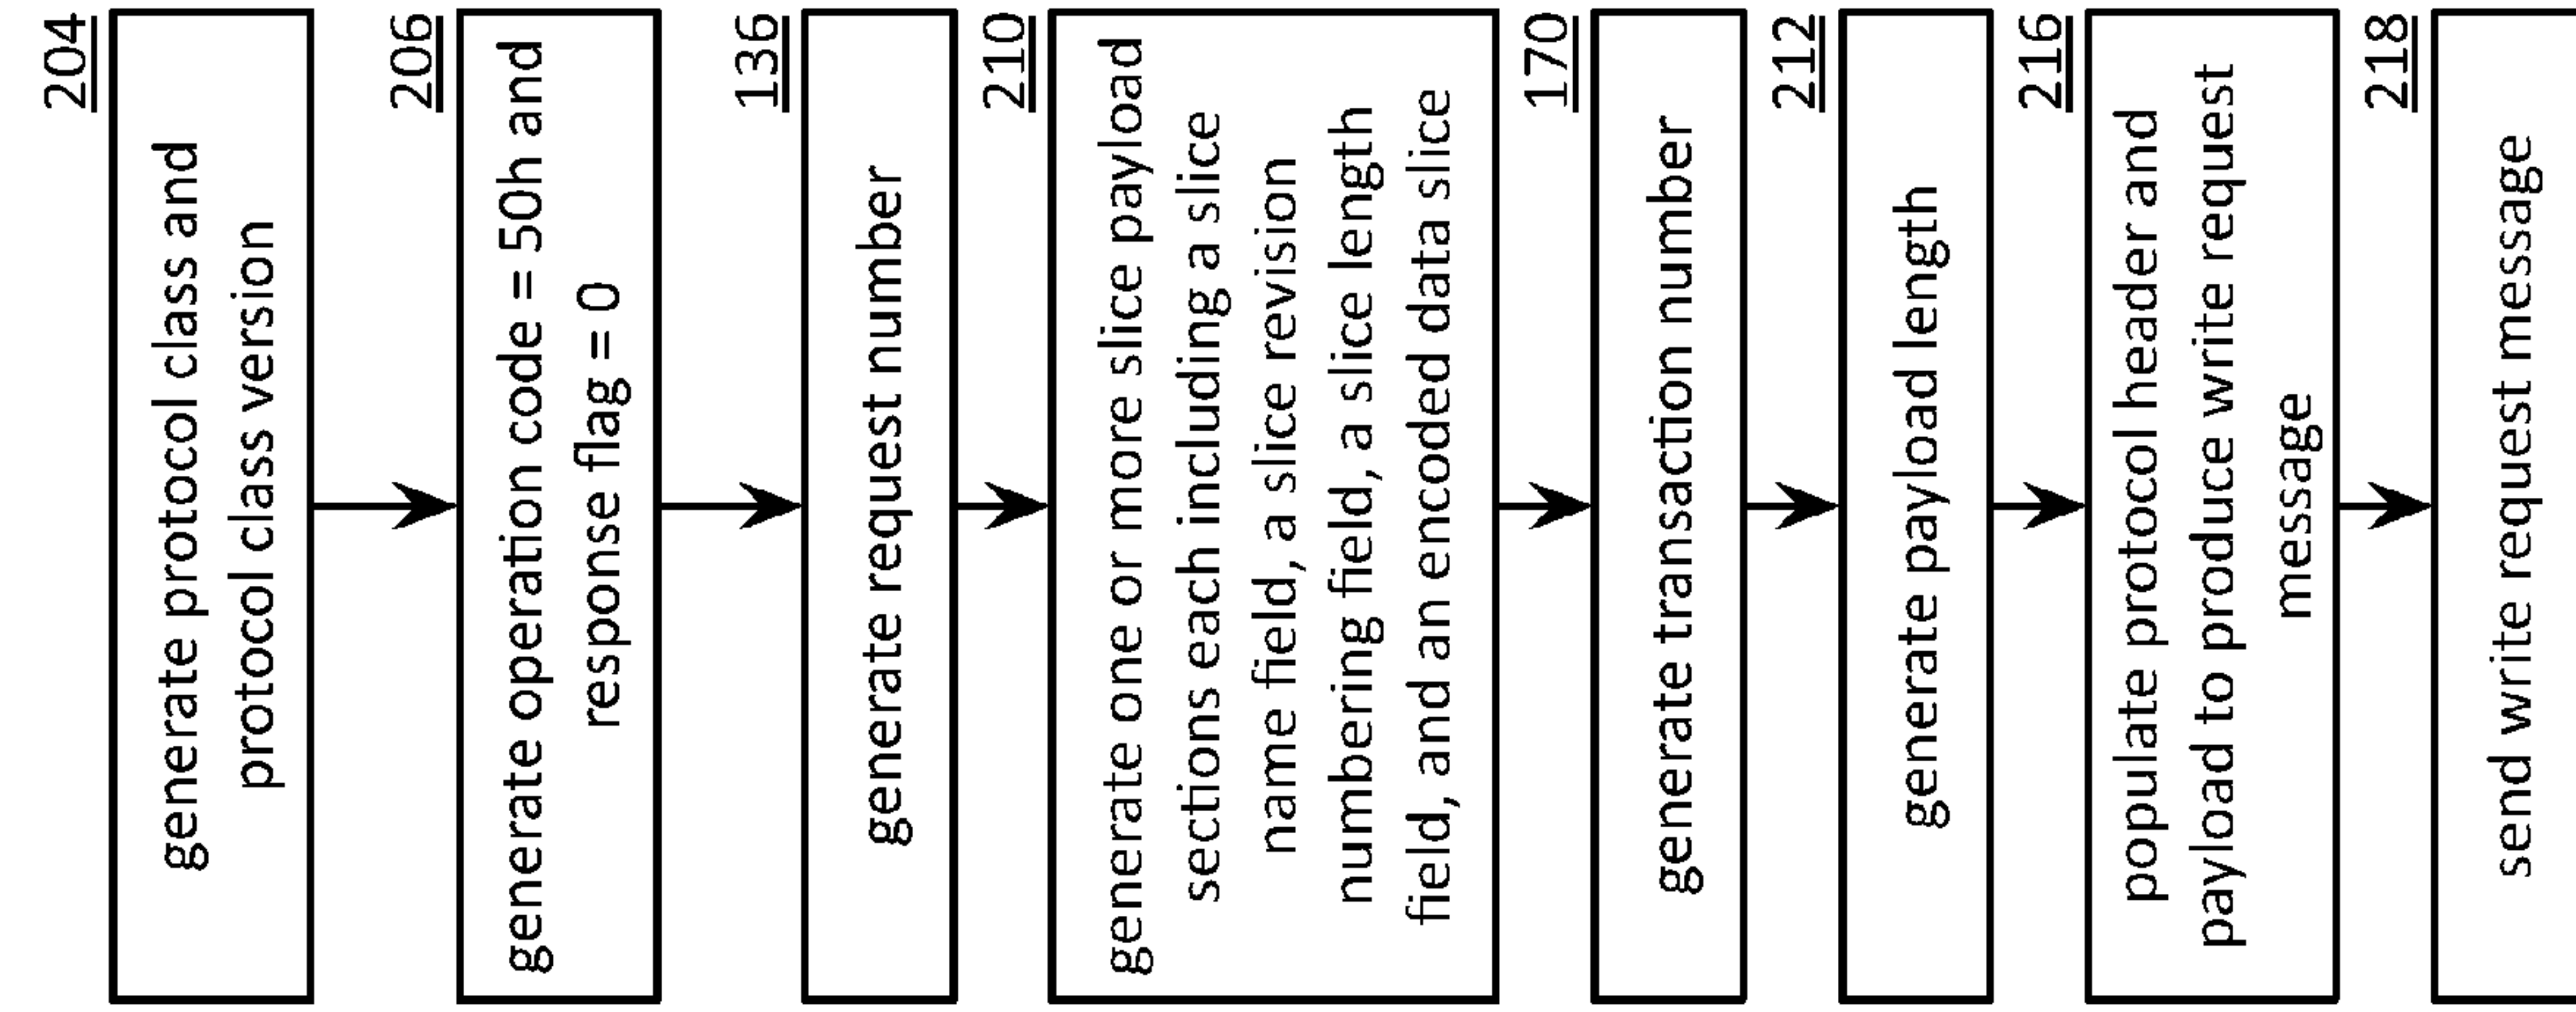 204
generate protocol class and
protocol class version
206
generate operation code = 50h and
response flag = 0
136
generate request number
210
generate one or more slice payload
sections each including a slice
name field, a slice revision
numbering field, a slice length
field, and an encoded data slice
170
generate transaction number
212
generate payload length
216
populate protocol header and
payload to produce write request
message
218
send write request message